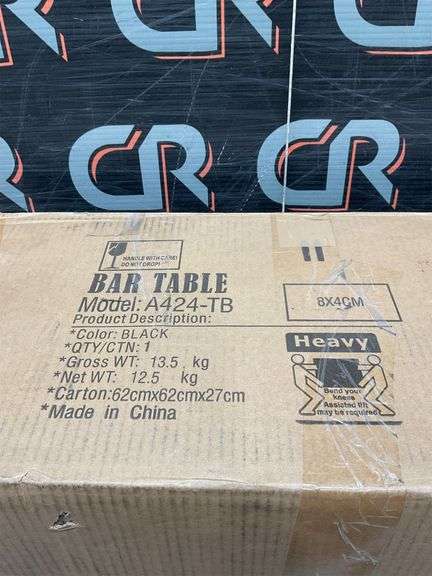 CR CR
CR CR
HANDLE WITH CARE!
DO NOT DROP!
BAR TABLE
Model: A424-TB
Product Description:
*Color: BLACK
*QTY/CTN: 1
*Gross WT: 13.5 kg
*Net WT: 12.5 kg
*Carton:62cmx62cmx27cm
*Made in China
8X4CM
Heavy
Bend your
knees
Assisted lift
may be required